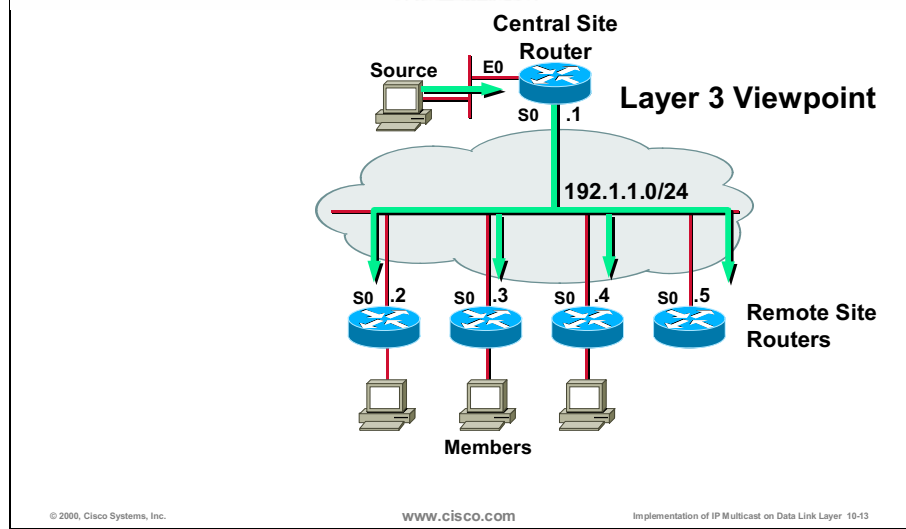 Central Site
Router
Source
E0
Layer 3 Viewpoint
S0 .1
192.1.1.0/24
S0 .2
S0 .3
S0 .4
S0 .5
Remote Site
Routers
Members
© 2000, Cisco Systems, Inc.
www.cisco.com
Implementation of IP Multicast on Data Link Layer 10-13